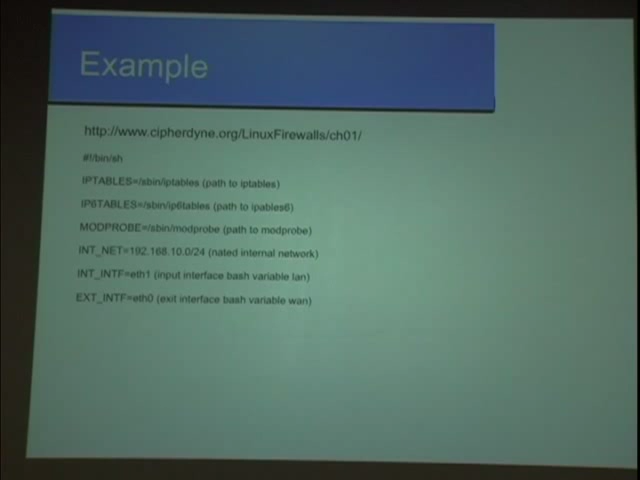 Example
http://www.cipherdyne.org/LinuxFirewalls/ch01/
#!/bin/sh
IPTABLES=/sbin/iptables (path to iptables)
IP6TABLES=/sbin/ip6tables (path to ipables6)
MODPROBE=/sbin/modprobe (path to modprobe)
INT_NET=192.168.10.0/24 (nated internal network)
INT_INTF=eth1 (input interface bash variable lan)
EXT_INTF=eth0 (exit interface bash variable wan)